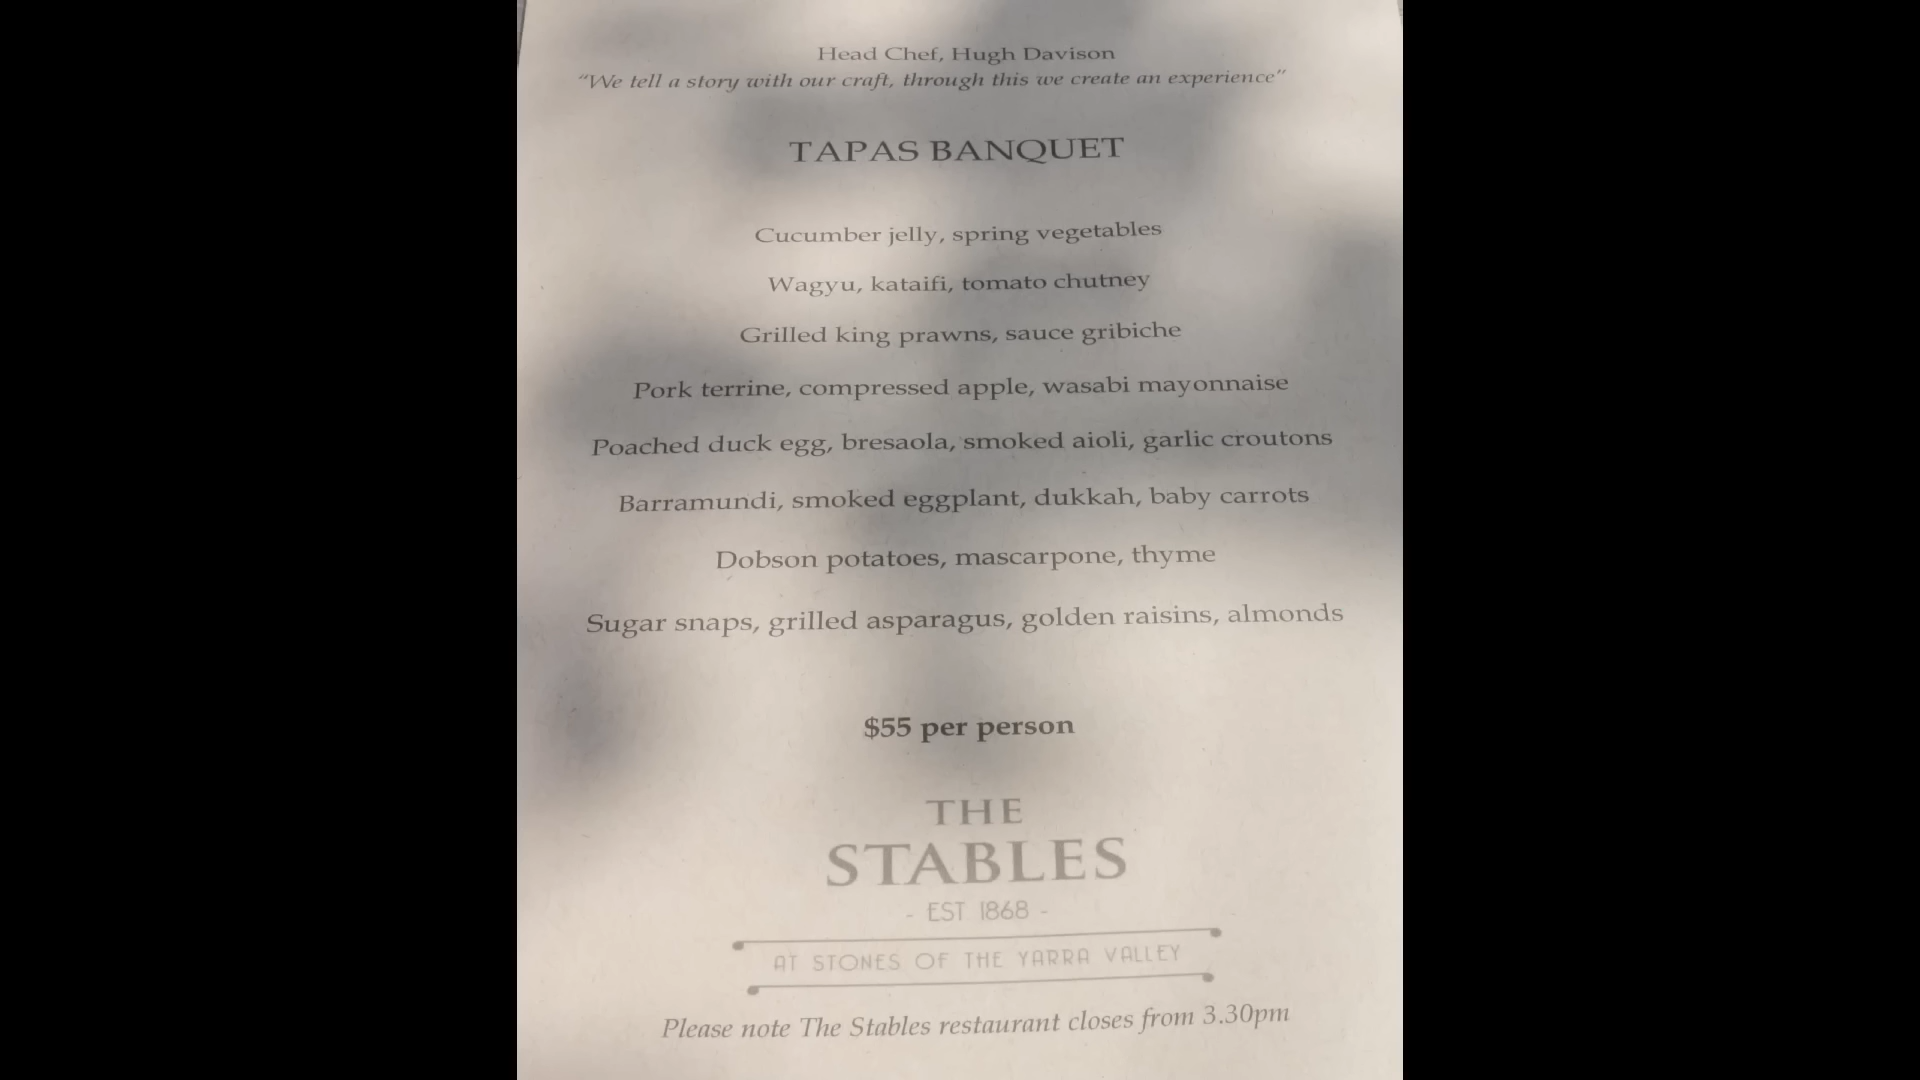 Head Chef, Hugh Davison
"We tell a story with our craft, through this we create an experience"
TAPAS BANQUET
Cucumber jelly, spring vegetables
Wagyu, kataifi, tomato chutney
Grilled king prawns, sauce gribiche
Pork terrine, compressed apple, wasabi mayonnaise
Poached duck egg, bresaola, smoked aioli, garlic croutons
Barramundi, smoked eggplant, dukkah, baby carrots
Dobson potatoes, mascarpone, thyme
Sugar snaps, grilled asparagus, golden raisins, almonds
$55 per person
THE
STABLES
- EST 1868 -
AT STONES OF THE YARRA VALLEY
Please note The Stables restaurant closes from 3.30pm